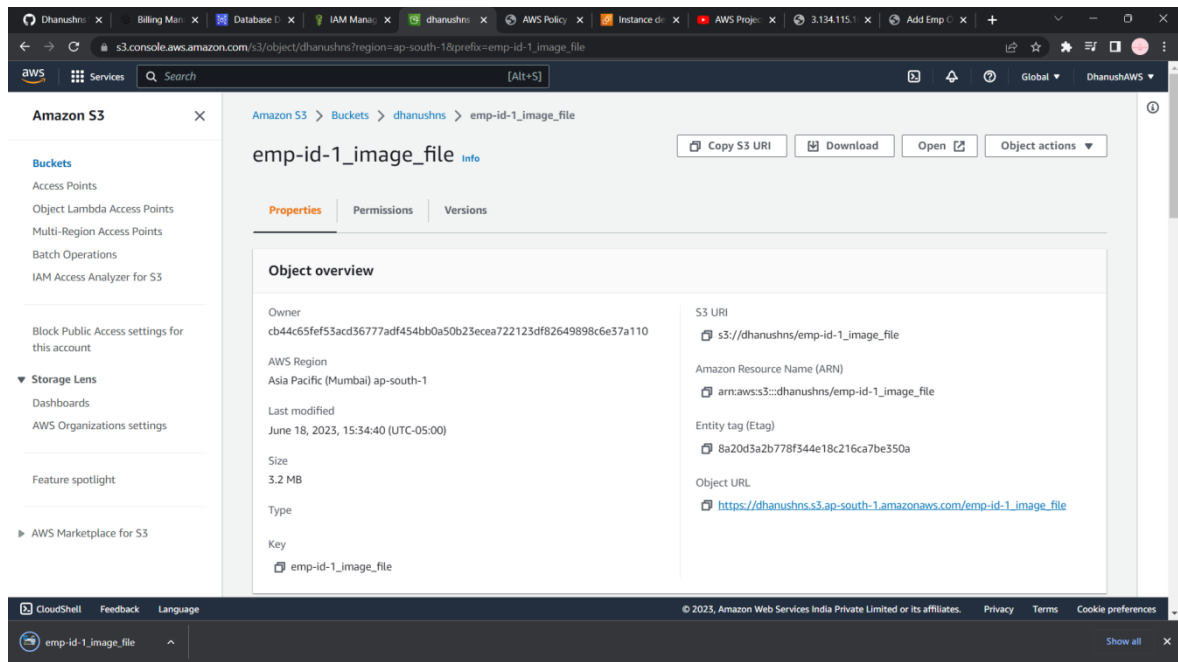 Dhanushns
Billing Man
Database D
IAM Manag
dhanushns
AWS Policy
Instance de
AWS Projec
3.134.115.1
Add Emp O
s3.console.aws.amazon.com/s3/object/dhanushns?region=ap-south-1&prefix=emp-id-1_image_file
aws Services Search [Alt+S] Global DhanushAWS
Amazon S3
Buckets
Access Points
Object Lambda Access Points
Multi-Region Access Points
Batch Operations
IAM Access Analyzer for S3
Block Public Access settings for
this account
Storage Lens
Dashboards
AWS Organizations settings
Feature spotlight
AWS Marketplace for S3
Amazon S3 > Buckets > dhanushns > emp-id-1_image_file
emp-id-1_image_file Info
Copy S3 URI Download Open Object actions
Properties Permissions Versions
Object overview
Owner
cb44c65fef53acd36777adf454bb0a50b23ecea722123df82649898c6e37a110
AWS Region
Asia Pacific (Mumbai) ap-south-1
Last modified
June 18, 2023, 15:34:40 (UTC-05:00)
Size
3.2 MB
Type
Key
emp-id-1_image_file
S3 URI
s3://dhanushns/emp-id-1_image_file
Amazon Resource Name (ARN)
arn:aws:s3:::dhanushns/emp-id-1_image_file
Entity tag (Etag)
8a20d3a2b778f344e18c216ca7be350a
Object URL
https://dhanushns.s3.ap-south-1.amazonaws.com/emp-id-1_image_file
CloudShell Feedback Language © 2023, Amazon Web Services India Private Limited or its affiliates. Privacy Terms Cookie preferences
emp-id-1_image_file Show all